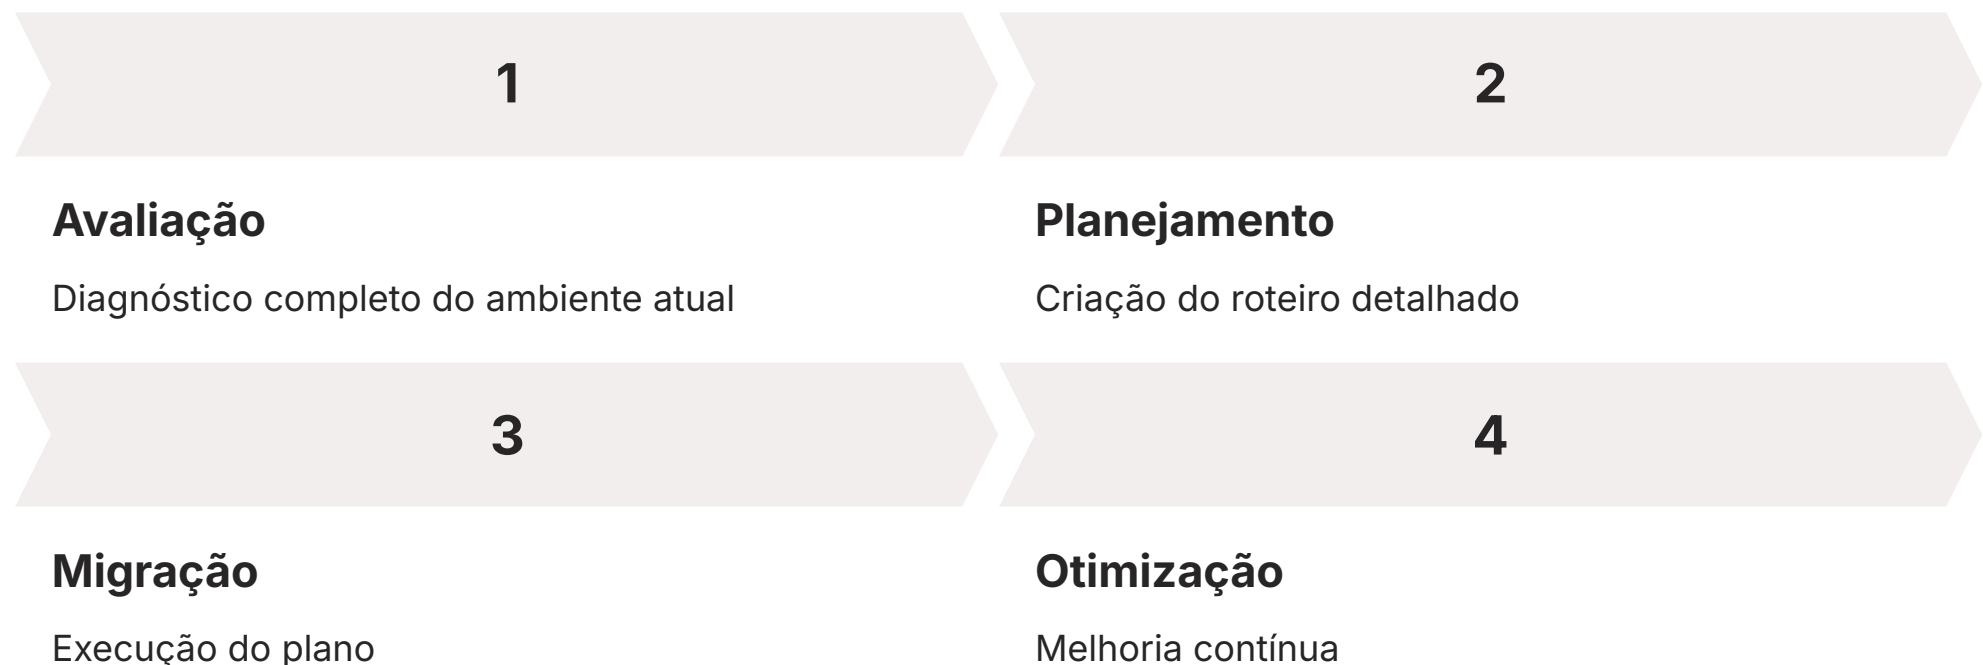 1
Avaliação
Diagnóstico completo do ambiente atual
2
Planejamento
Criação do roteiro detalhado
3
Migração
Execução do plano
4
Otimização
Melhoria contínua